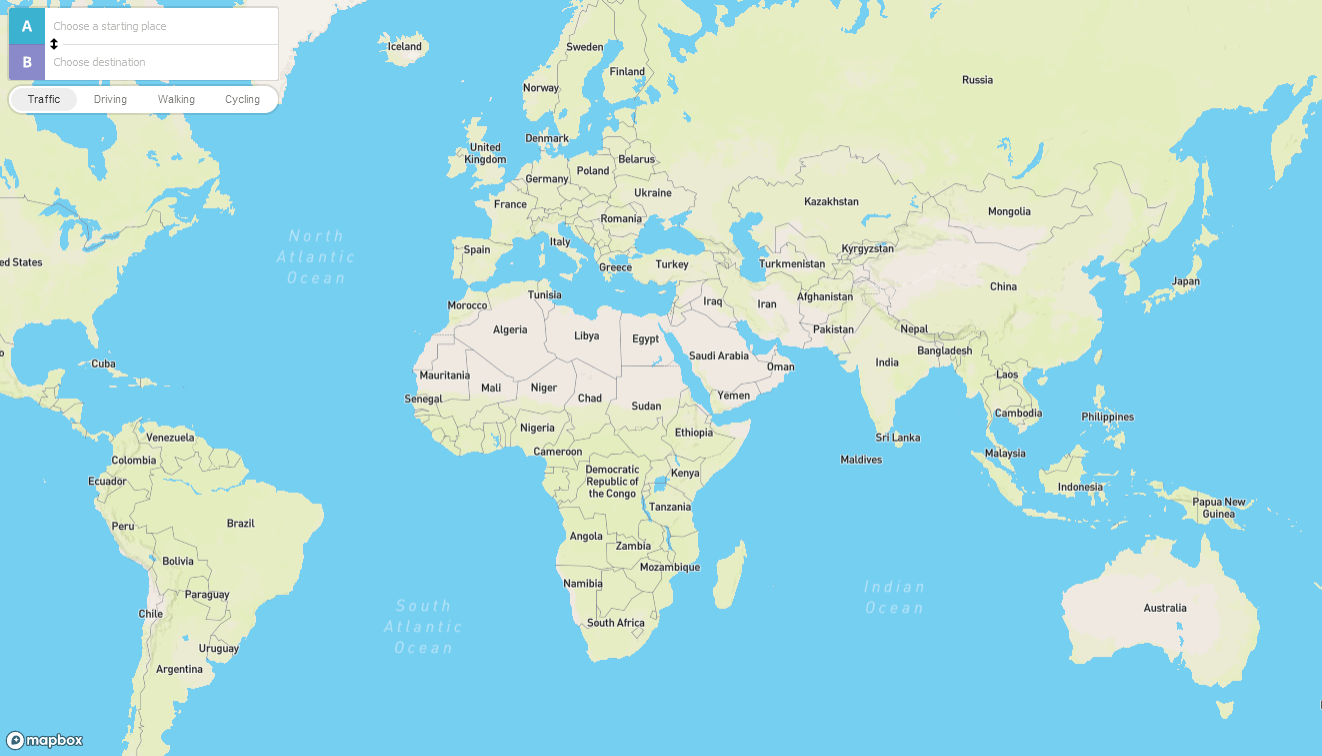 A
Choose a starting place
B
Choose destination
Traffic
Driving
Walking
Cycling
Iceland
Sweden
Finland
Norway
Russia
Denmark
United
Kingdom
Belarus
Poland
Germany
Ukraine
France
Kazakhstan
Mongolia
Romania
North
Atlantic
Ocean
Italy
Spain
Kyrgyzstan
ed States
Greece
Turkey
Turkmenistan
Japan
China
Tunisia
Morocco
Iraq
Iran
Afghanistan
Algeria
Libya
Egypt
Pakistan
Nepal
Bangladesh
Saudi Arabia
Cuba
India
Oman
Mauritania
Laos
Mali
Niger
Senegal
Chad
Yemen
Sudan
Cambodia
Philippines
Nigeria
Ethiopia
Venezuela
Sri Lanka
Cameroon
Malaysia
Colombia
Maldives
Democratic
Republic of
the Congo
Kenya
Ecuador
Indonesia
Tanzania
Papua New
Guinea
Peru
Brazil
Angola
Zambia
Bolivia
Mozambique
Namibia
Indian
Ocean
Paraguay
South
Atlantic
Ocean
Australia
Chile
South Africa
Uruguay
Argentina
mapbox